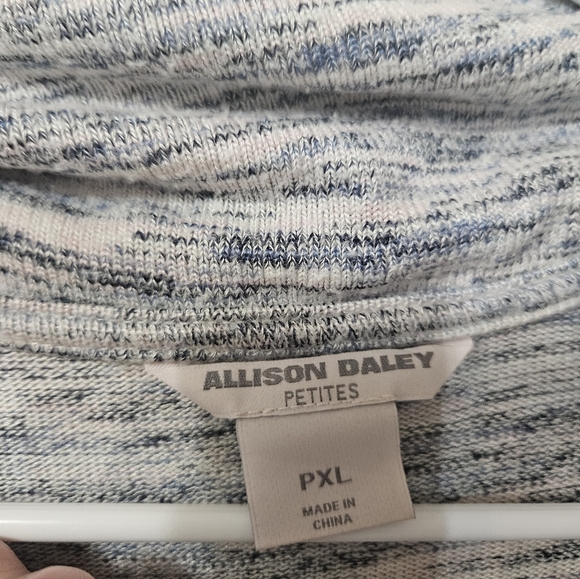 ALLISON DALEY
PETITES
PXL
MADE IN
CHINA